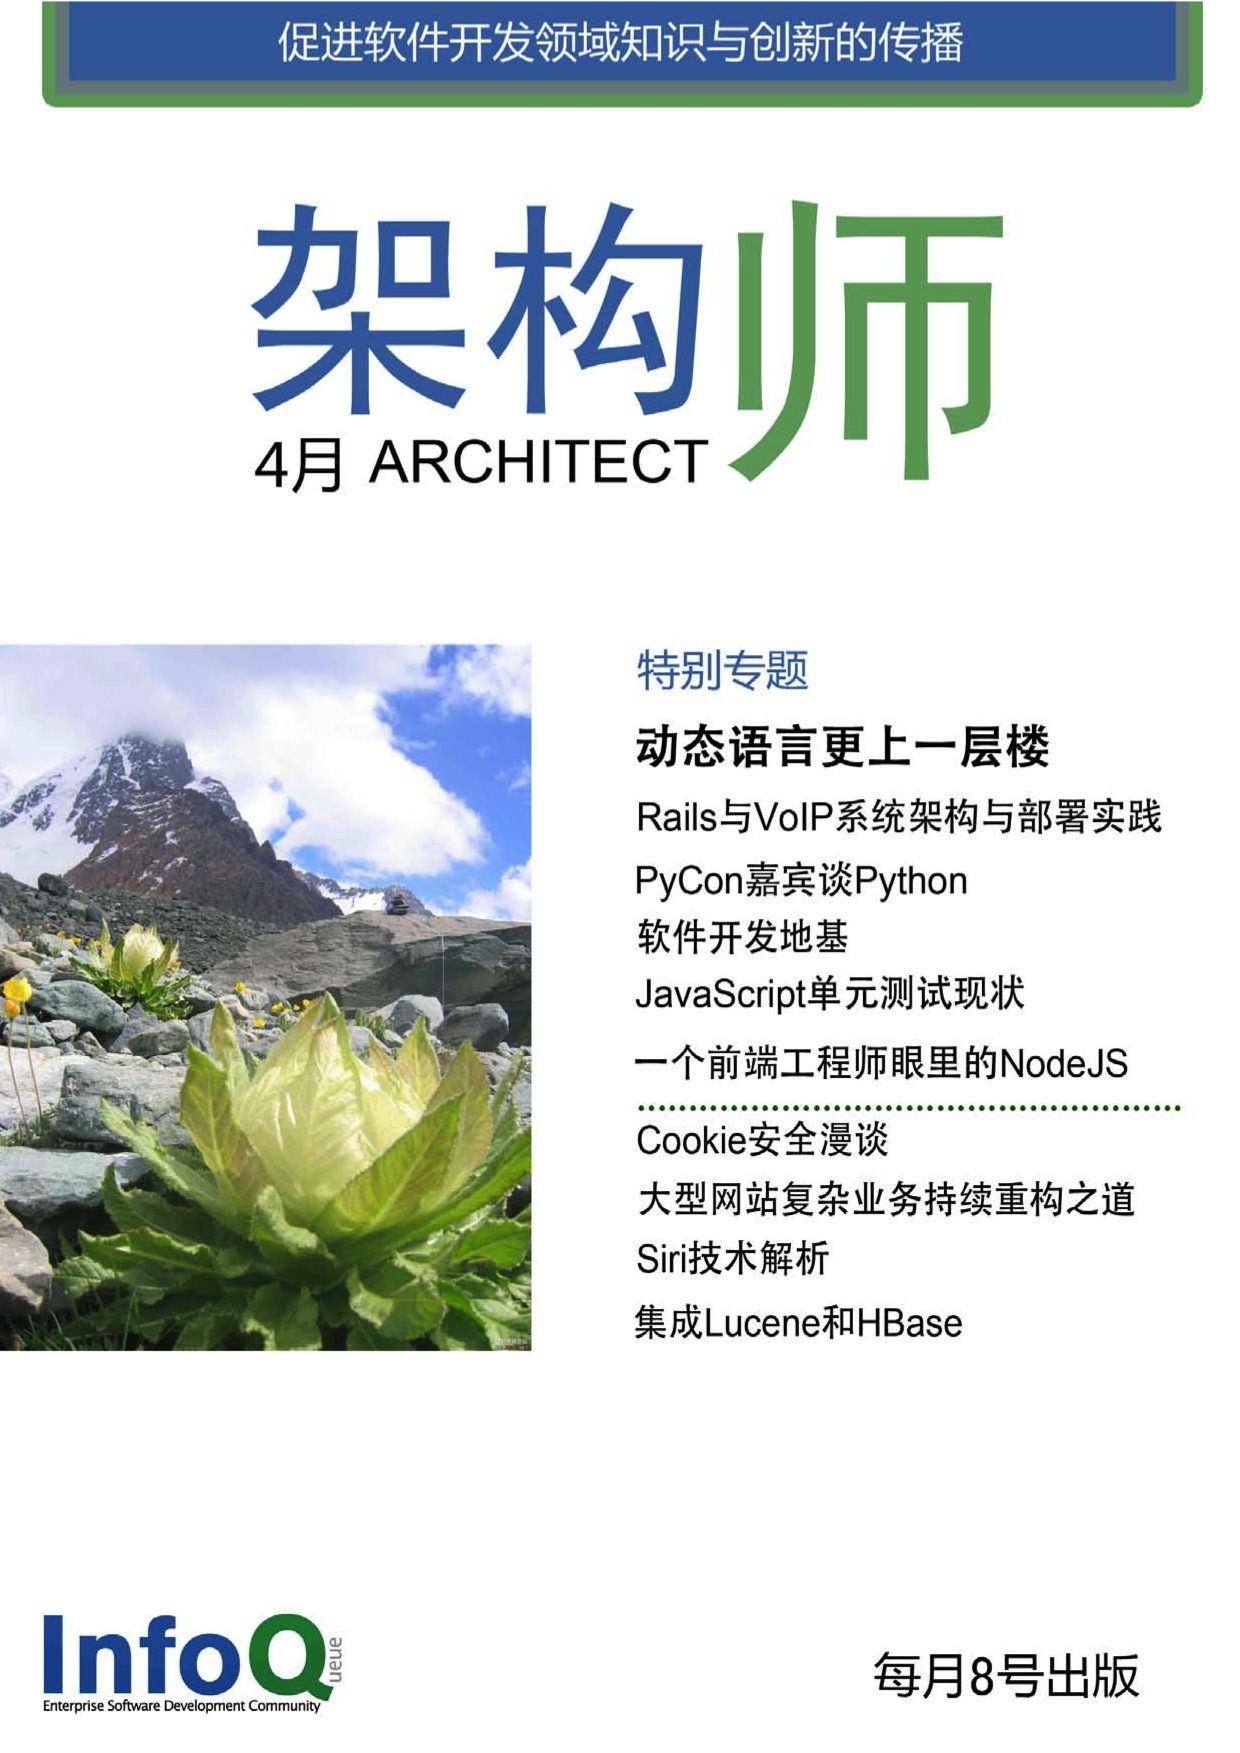 促进软件开发领域知识与创新的传播
架构师
4月 ARCHITECT
特别专题
动态语言更上一层楼
Rails与VoIP系统架构与部署实践
PyCon嘉宾谈Python
软件开发地基
JavaScript单元测试现状
一个前端工程师眼里的NodeJS
Cookie安全漫谈
大型网站复杂业务持续重构之道
Siri技术解析
集成Lucene和HBase
InfoQueue
Enterprise Software Development Community
每月8号出版